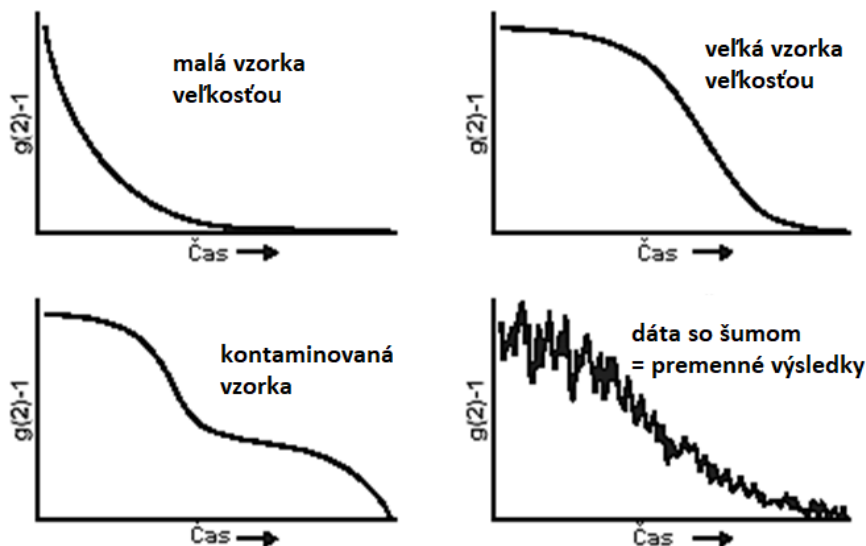 malá vzorka
veľkosťou
g(2)-1
Čas
veľká vzorka
veľkosťou
g(2)-1
Čas
kontaminovaná
vzorka
g(2)-1
Čas
dáta so šumom
= premenné výsledky
g(2)-1
Čas